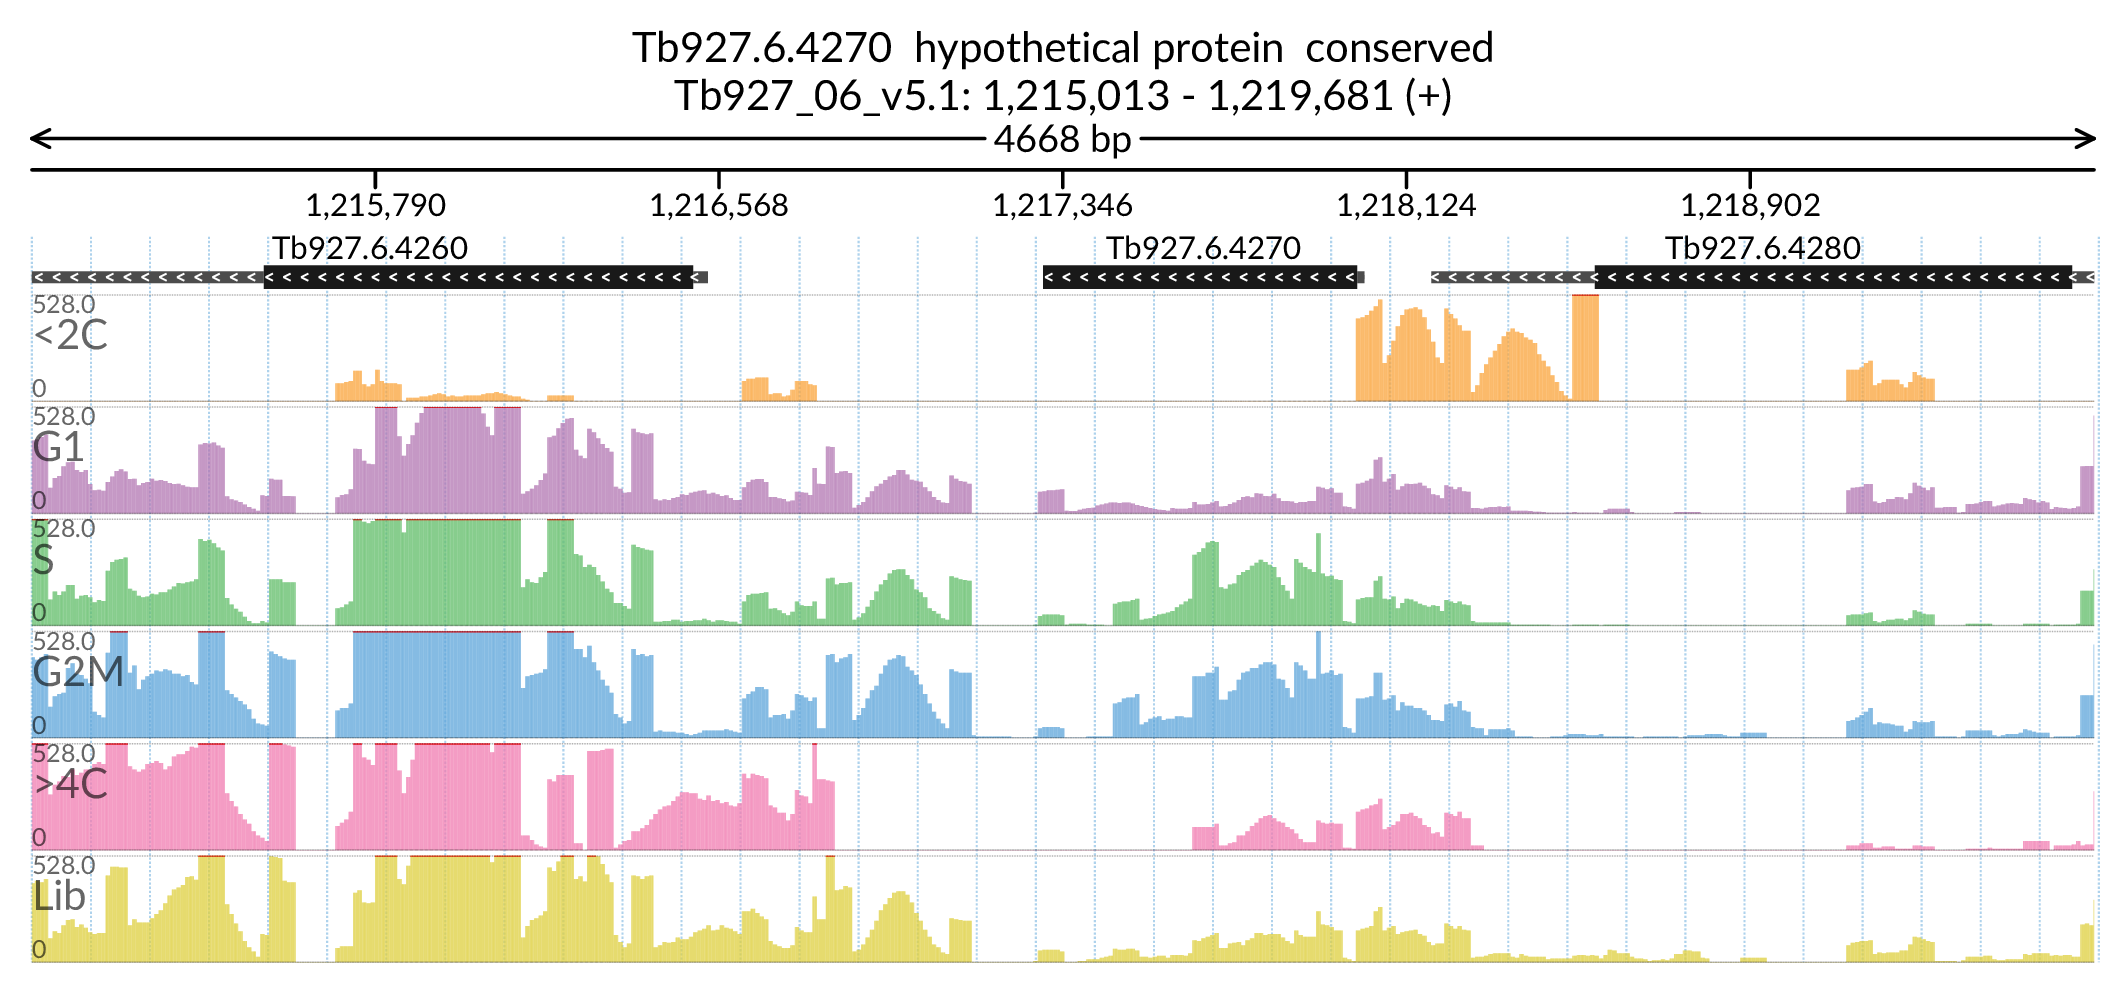 Tb927.6.4270 hypothetical protein conserved
Tb927_06_v5.1: 1,215,013 - 1,219,681 (+)
4668 bp
1,215,790 1,216,568 1,217,346 1,218,124 1,218,902
Tb927.6.4260 Tb927.6.4270 Tb927.6.4280
528.0
<2C
0
528.0
G1
0
528.0
S
0
528.0
G2M
0
528.0
>4C
0
528.0
Lib
0